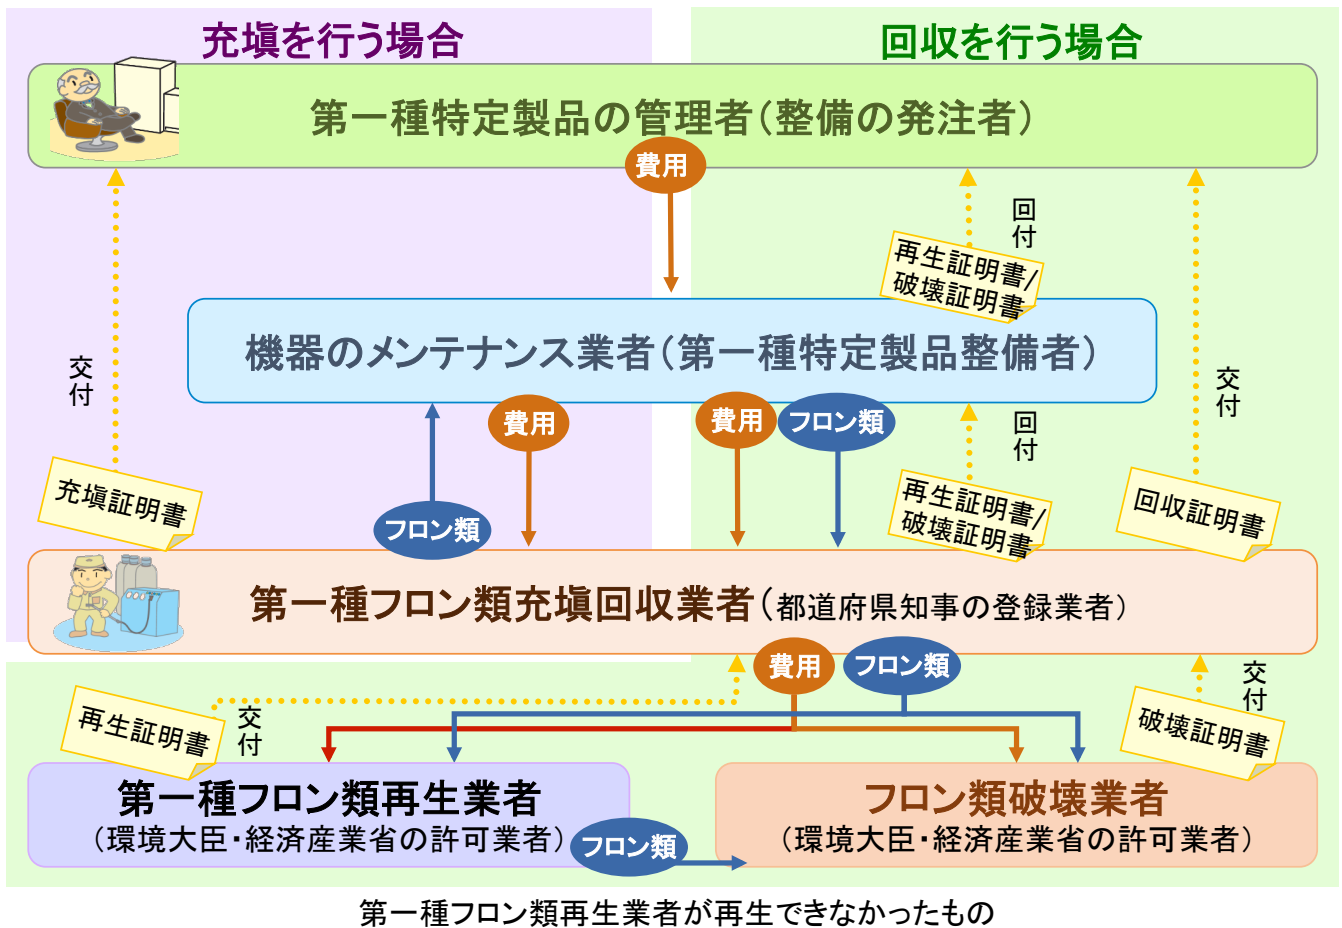 充塡を行う場合
回収を行う場合
第一種特定製品の管理者（整備の発注者）
費用
回付
再生証明書/
破壊証明書
機器のメンテナンス業者（第一種特定製品整備者）
交付
交付
費用
費用
フロン類
回付
充塡証明書
フロン類
再生証明書/
破壊証明書
回収証明書
第一種フロン類充塡回収業者（都道府県知事の登録業者）
費用
フロン類
再生証明書
交付
交付
破壊証明書
第一種フロン類再生業者
（環境大臣・経済産業省の許可業者）
フロン類
フロン類破壊業者
（環境大臣・経済産業省の許可業者）
第一種フロン類再生業者が再生できなかったもの